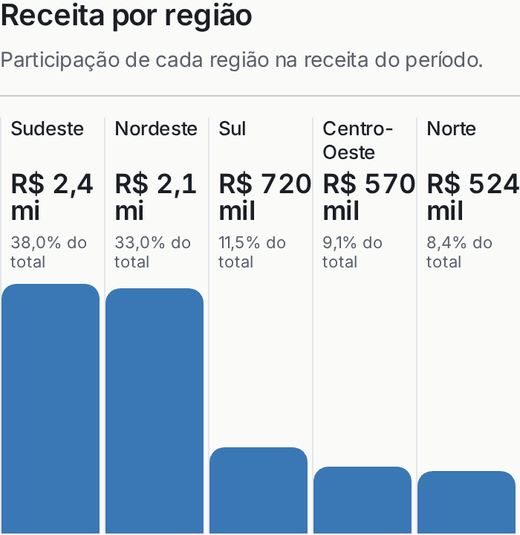 Receita por região
Participação de cada região na receita do período.
Sudeste
R$ 2,4
mi
38,0% do
total
Nordeste
R$ 2,1
mi
33,0% do
total
Sul
R$ 720
mil
11,5% do
total
Centro-
Oeste
R$ 570
mil
9,1% do
total
Norte
R$ 524
mil
8,4% do
total